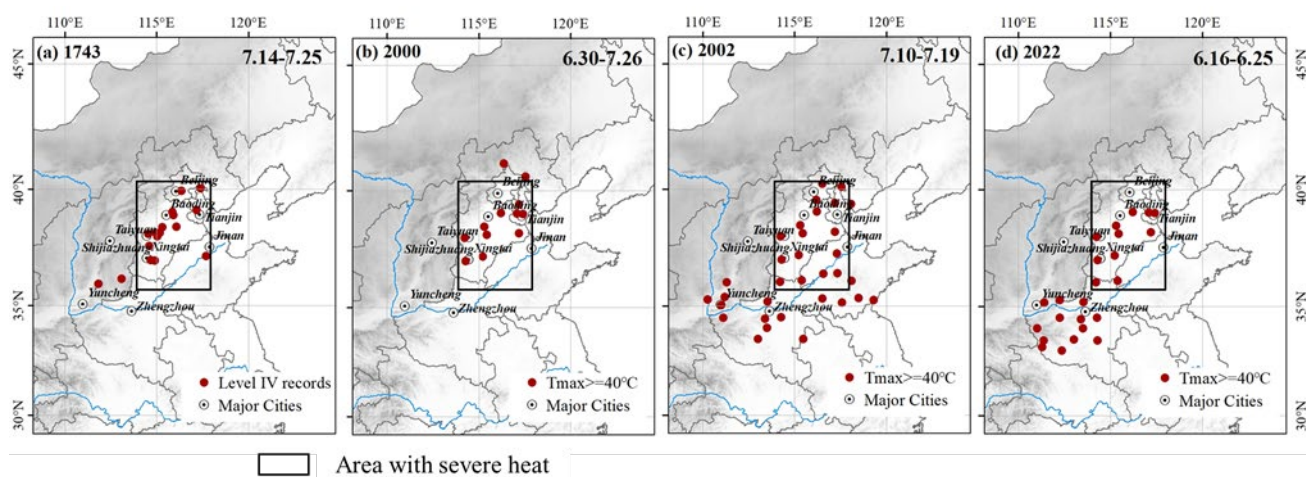 110°E 115°E 120°E
110°E 115°E 120°E
110°E 115°E 120°E
110°E 115°E 120°E
45°N
40°N
35°N
30°N
(a) 1743
7.14-7.25
Beijing
Baoding
Tianjin
Taiyuan
Jinan
Shijiazhuang
Xingtai
Yuncheng
Zhengzhou
Level IV records
Major Cities
(b) 2000
6.30-7.26
Beijing
Baoding
Tianjin
Taiyuan
Jinan
Shijiazhuang
Xingtai
Yuncheng
Zhengzhou
Tmax>=40°C
Major Cities
(c) 2002
7.10-7.19
Beijing
Baoding
Tianjin
Taiyuan
Jinan
Shijiazhuang
Xingtai
Yuncheng
Zhengzhou
Tmax>=40°C
Major Cities
(d) 2022
6.16-6.25
Beijing
Baoding
Tianjin
Taiyuan
Jinan
Shijiazhuang
Xingtai
Yuncheng
Zhengzhou
Tmax>=40°C
Major Cities
45°N
40°N
35°N
30°N
Area with severe heat